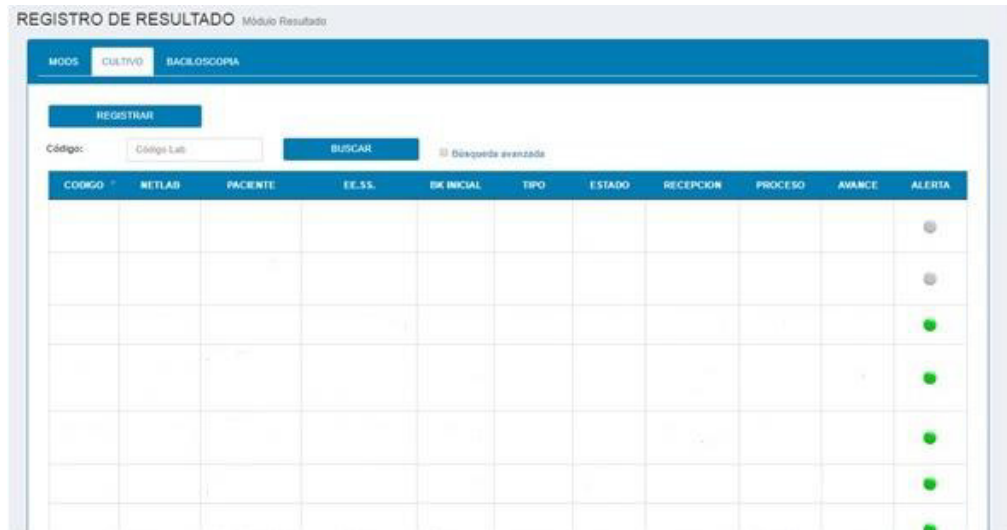 REGISTRO DE RESULTADO Módulo Resultado
MODS CULTIVO BACILOSCOPIA
REGISTRAR
Código: Código Lab BUSCAR Búsqueda avanzada
CODIGO NETLAB PACIENTE EE.SS. BK INICIAL TIPO ESTADO RECEPCION PROCESO AVANCE ALERTA